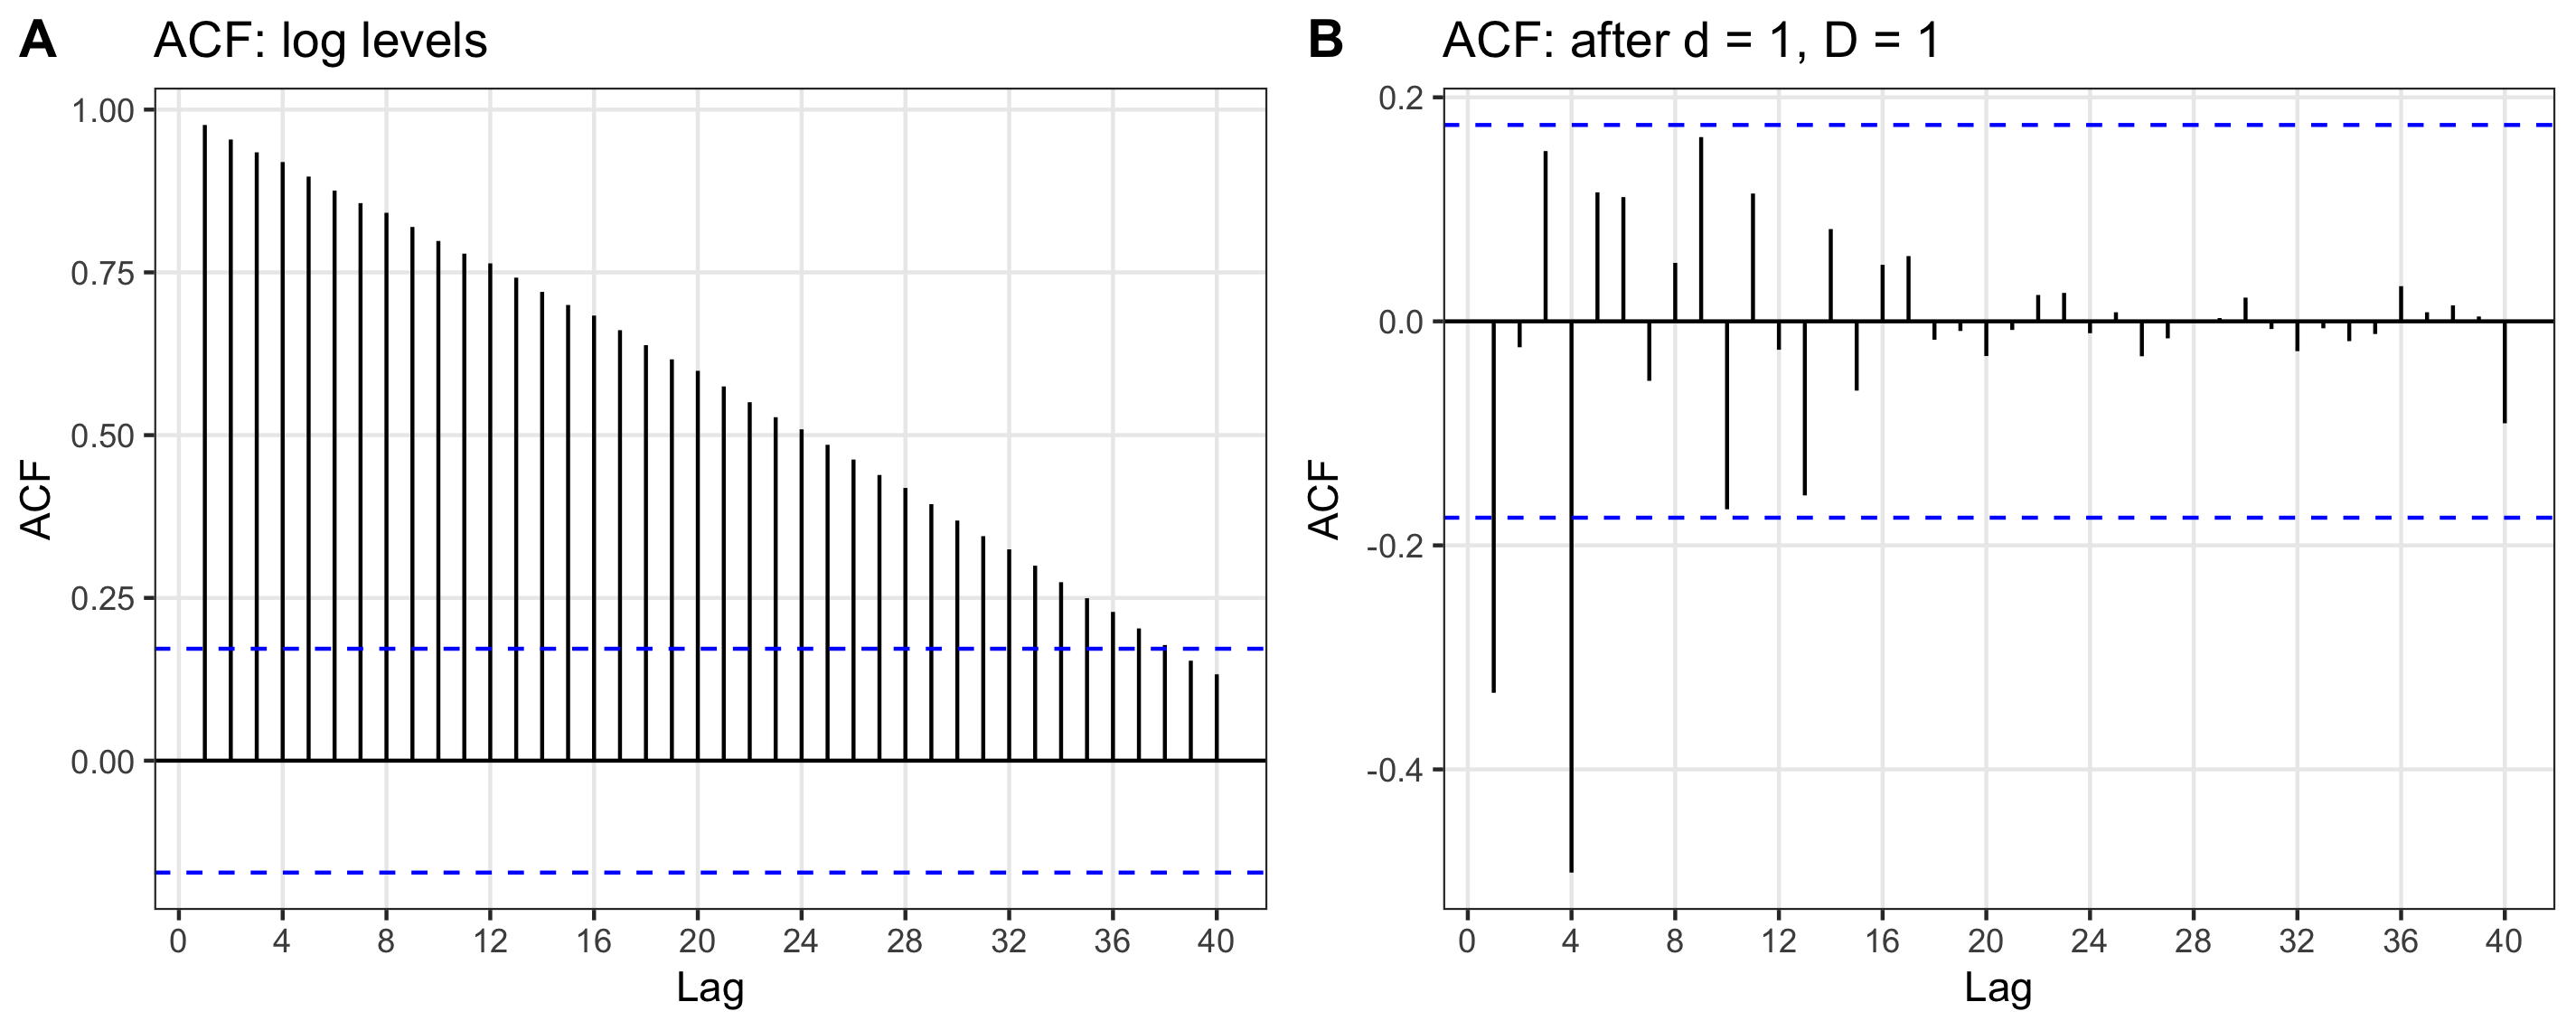 A ACF: log levels
1.00
0.75
0.50
0.25
0.00
ACF
0 4 8 12 16 20 24 28 32 36 40
Lag
B ACF: after d = 1, D = 1
0.2
0.0
-0.2
-0.4
ACF
0 4 8 12 16 20 24 28 32 36 40
Lag